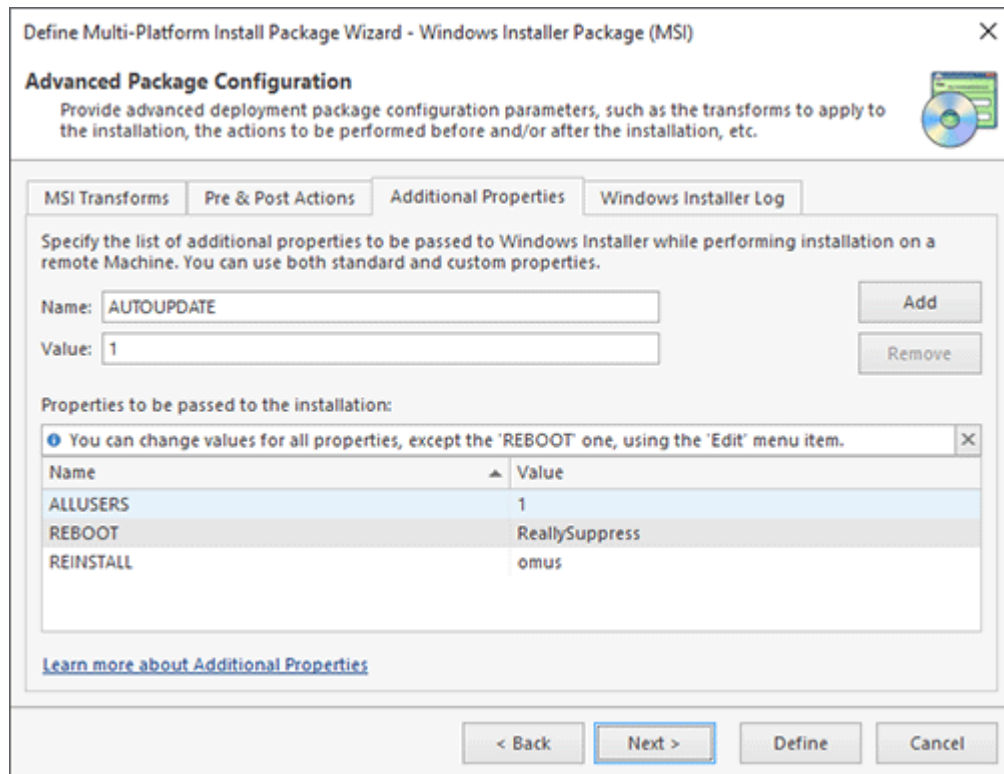 Define Multi-Platform Install Package Wizard - Windows Installer Package (MSI)
Advanced Package Configuration
Provide advanced deployment package configuration parameters, such as the transforms to apply to
the installation, the actions to be performed before and/or after the installation, etc.
MSI Transforms
Pre & Post Actions
Additional Properties
Windows Installer Log
Specify the list of additional properties to be passed to Windows Installer while performing installation on a
remote Machine. You can use both standard and custom properties.
Name: AUTOUPDATE
Add
Value: 1
Remove
Properties to be passed to the installation:
You can change values for all properties, except the 'REBOOT' one, using the 'Edit' menu item.
Name Value
ALLUSERS 1
REBOOT ReallySuppress
REINSTALL omus
Learn more about Additional Properties
< Back
Next >
Define
Cancel